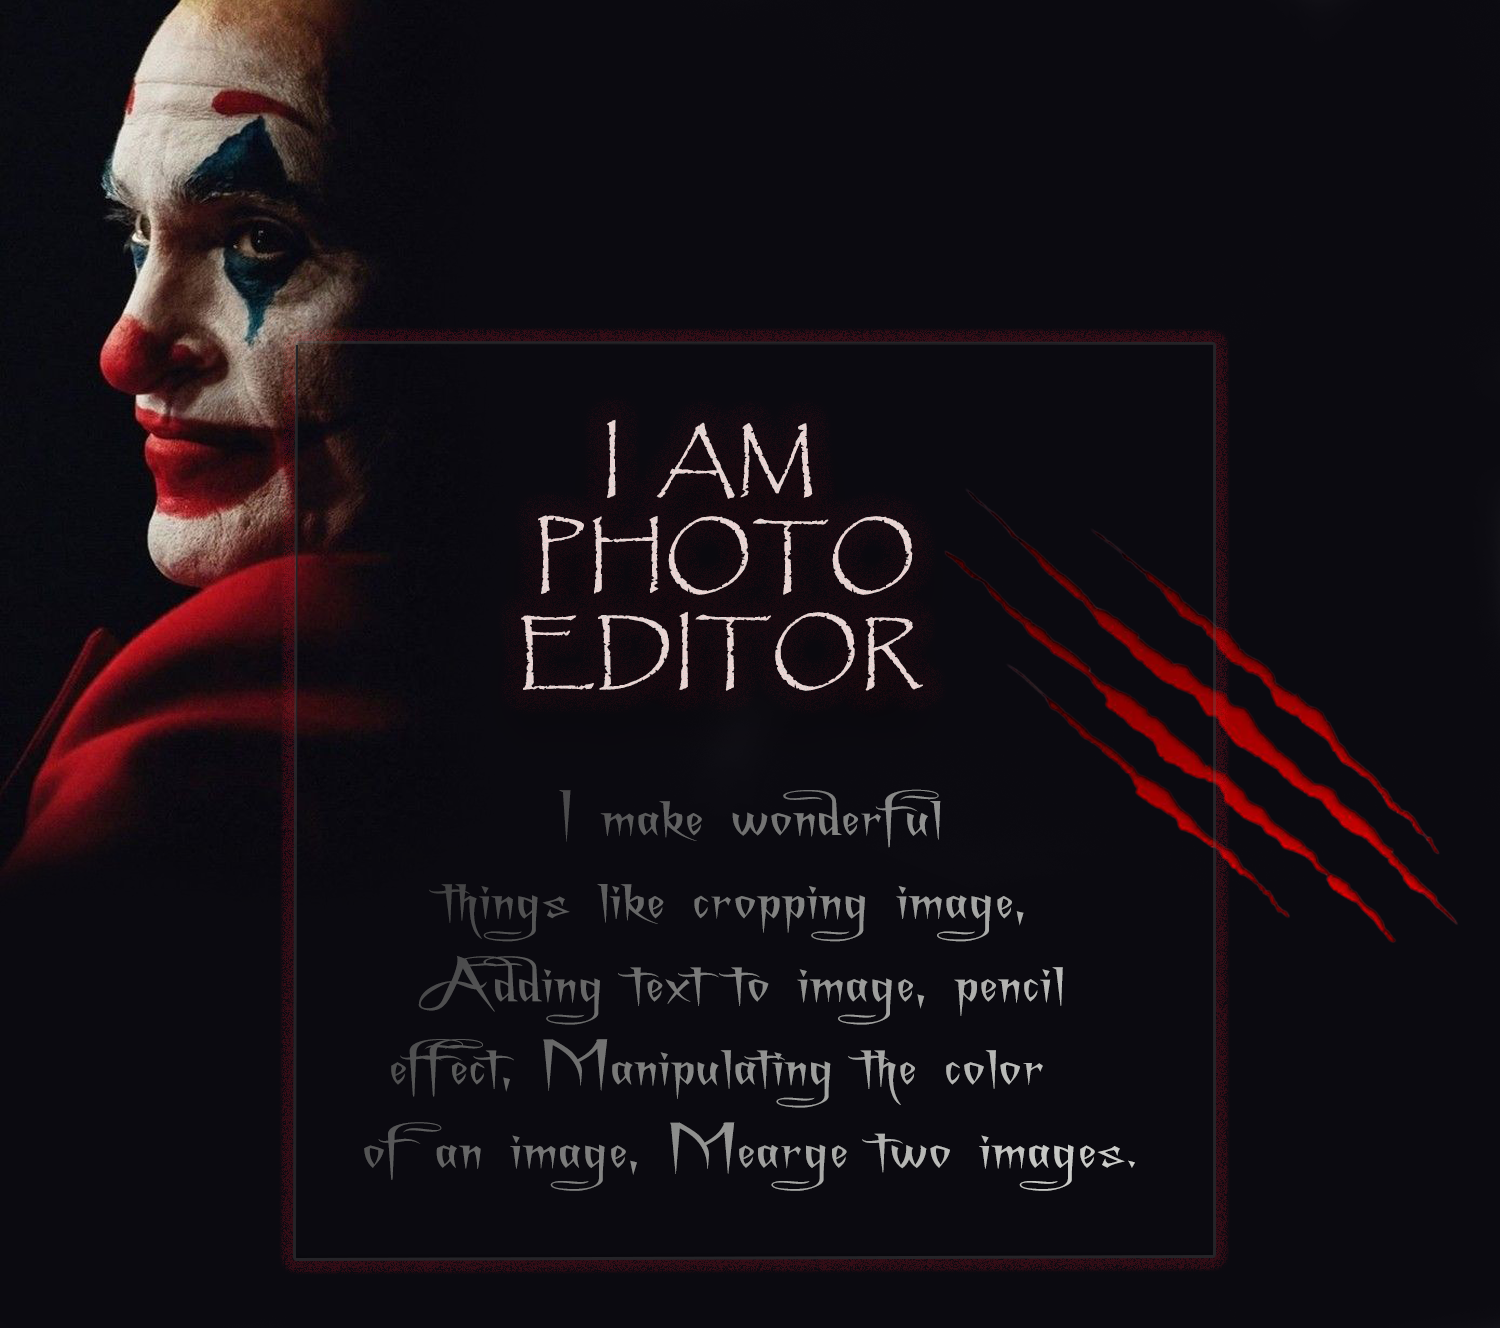 I AM
PHOTO
EDITOR
I make wonderful
things like cropping image,
Adding text to image, pencil
effect, Manipulating the color
of an image, Mearge two images.